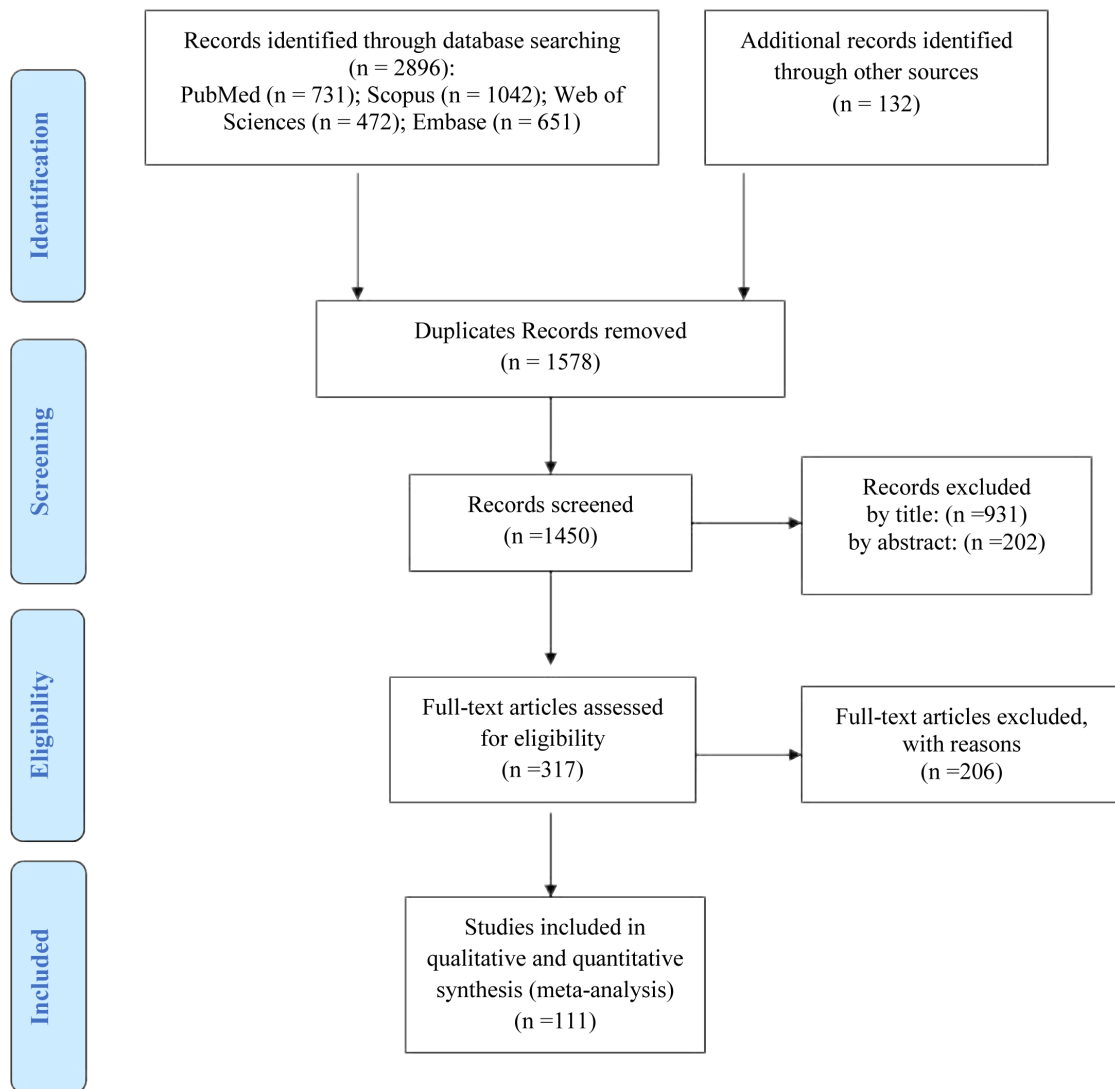 Records identified through database searching
(n = 2896):
PubMed (n = 731); Scopus (n = 1042); Web of
Sciences (n = 472); Embase (n = 651)
Additional records identified
through other sources
(n = 132)
Identification
Duplicates Records removed
(n = 1578)
Screening
Records screened
(n =1450)
Records excluded
by title: (n =931)
by abstract: (n =202)
Eligibility
Full-text articles assessed
for eligibility
(n =317)
Full-text articles excluded,
with reasons
(n =206)
Included
Studies included in
qualitative and quantitative
synthesis (meta-analysis)
(n =111)